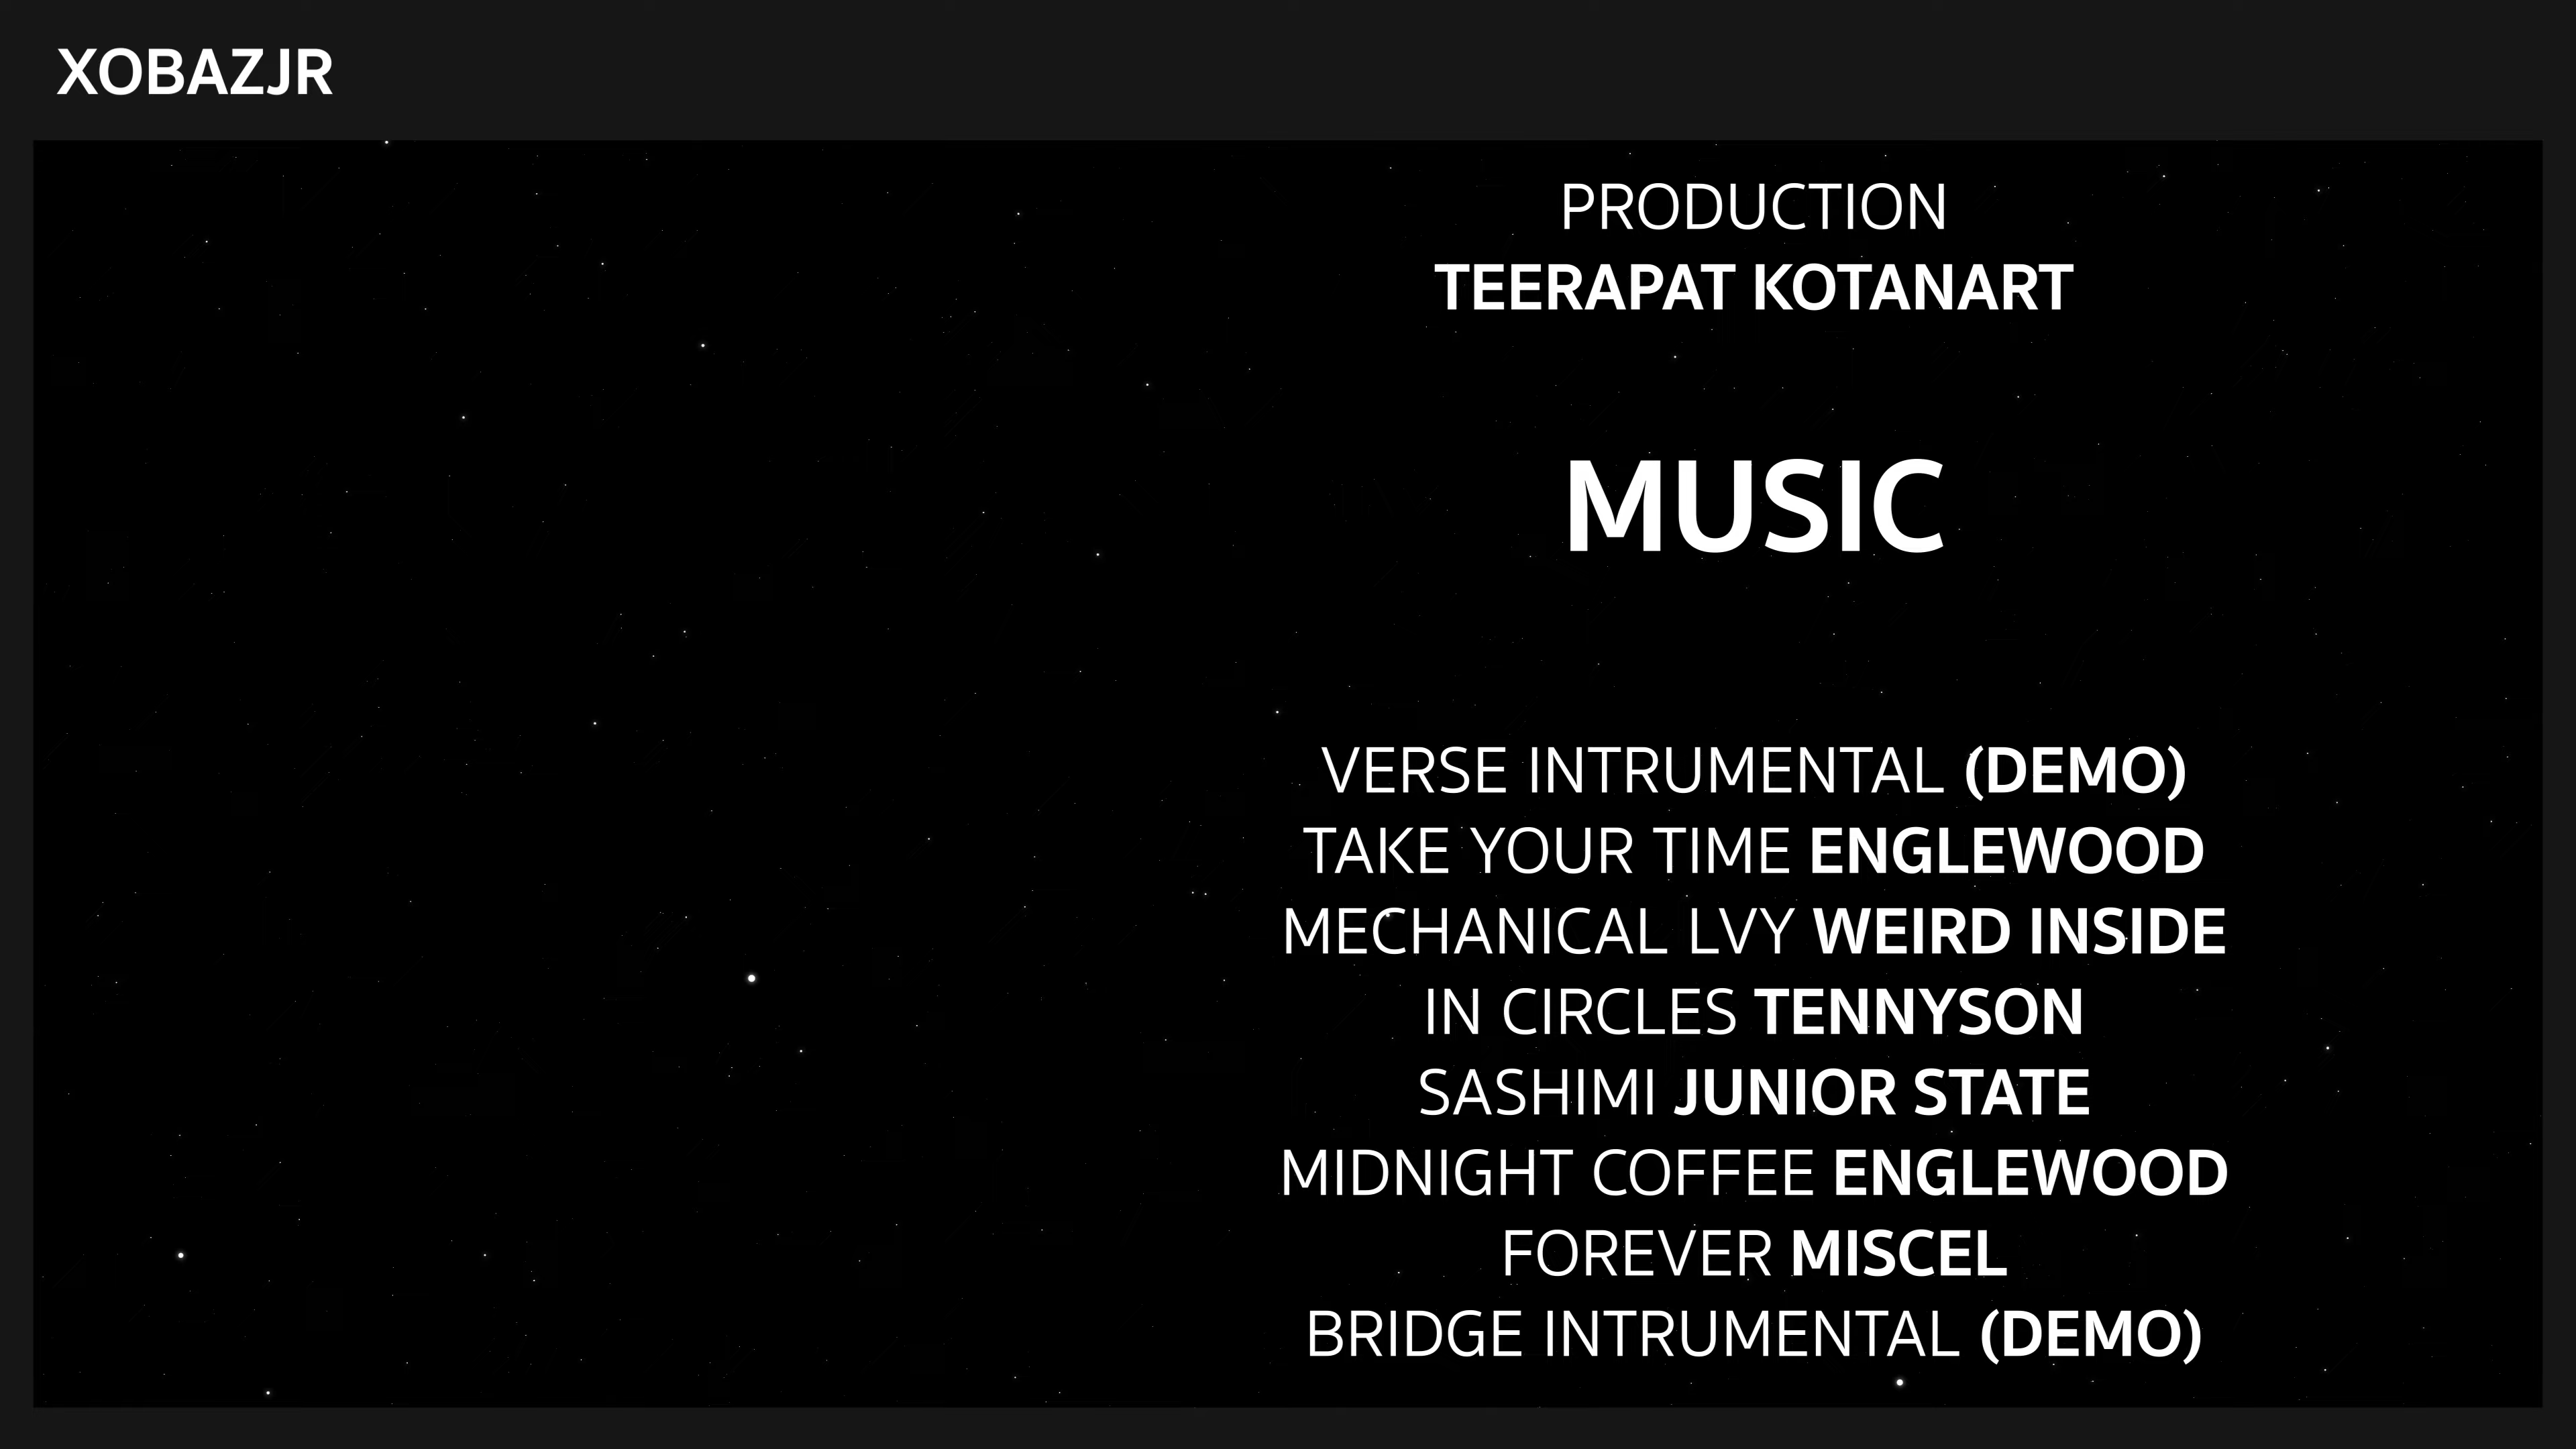 XOBAZJR
PRODUCTION
TEERAPAT KOTANART
MUSIC
VERSE INTRUMENTAL (DEMO)
TAKE YOUR TIME ENGLEWOOD
MECHANICAL LVY WEIRD INSIDE
IN CIRCLES TENNYSON
SASHIMI JUNIOR STATE
MIDNIGHT COFFEE ENGLEWOOD
FOREVER MISCEL
BRIDGE INTRUMENTAL (DEMO)